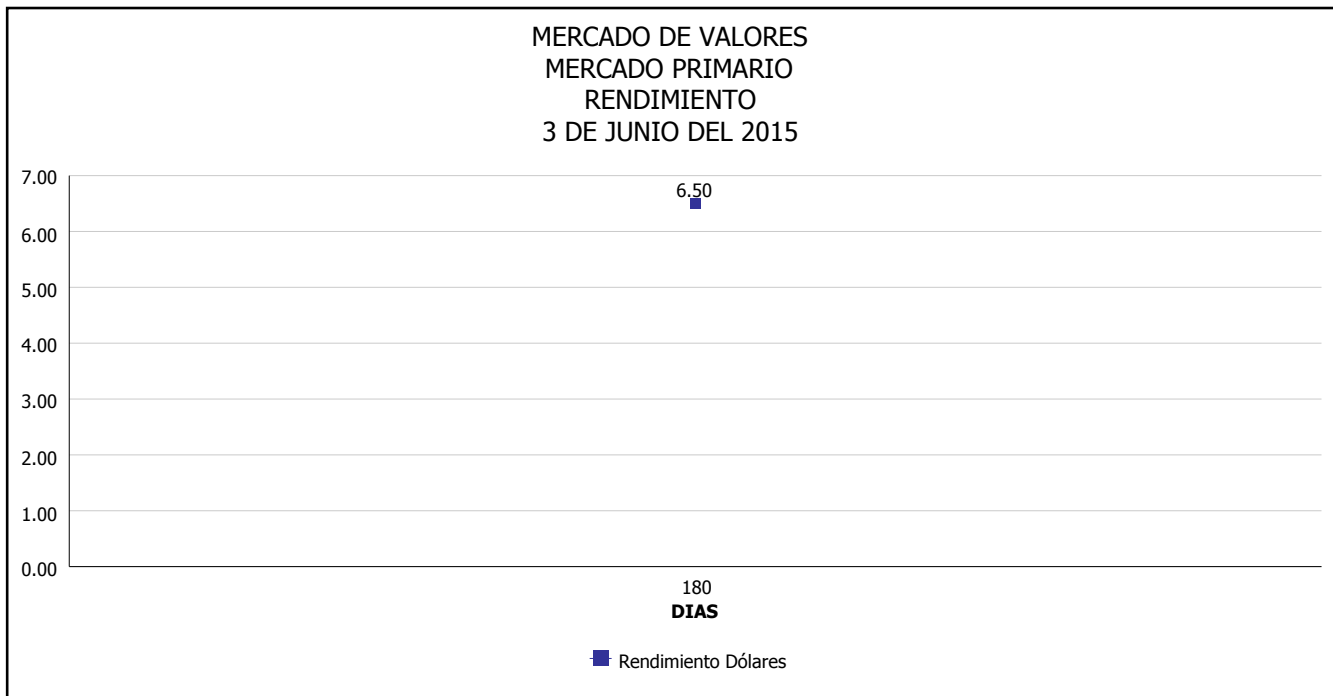 MERCADO DE VALORES
MERCADO PRIMARIO
RENDIMIENTO
3 DE JUNIO DEL 2015
7.00
6.50
6.00
5.00
4.00
3.00
2.00
1.00
0.00
180
DIAS
Rendimiento Dólares